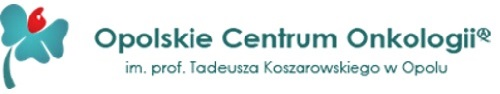 Opolskie Centrum Onkologii®
im. prof. Tadeusza Koszarowskiego w Opolu